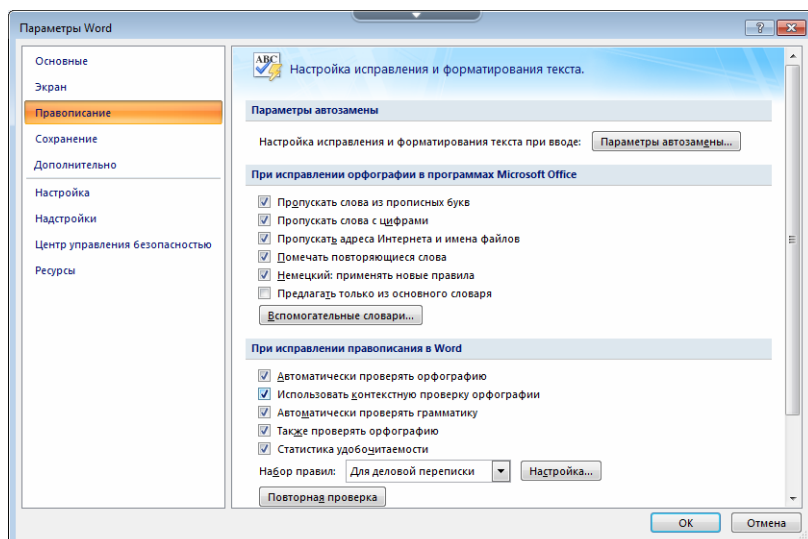 Параметры Word
Основные
Экран
Правописание
Сохранение
Дополнительно
Настройка
Надстройки
Центр управления безопасностью
Ресурсы
ABC
Настройка исправления и форматирования текста.
Параметры автозамены
Настройка исправления и форматирования текста при вводе: Параметры автозамены...
При исправлении орфографии в программах Microsoft Office
Пропускать слова из прописных букв
Пропускать слова с цифрами
Пропускать адреса Интернета и имена файлов
Помечать повторяющиеся слова
Немецкий: применять новые правила
Предлагать только из основного словаря
Вспомогательные словари...
При исправлении правописания в Word
Автоматически проверять орфографию
Использовать контекстную проверку орфографии
Автоматически проверять грамматику
Также проверять орфографию
Статистика удобочитаемости
Набор правил: Для деловой переписки Настройка...
Повторная проверка
ОК Отмена